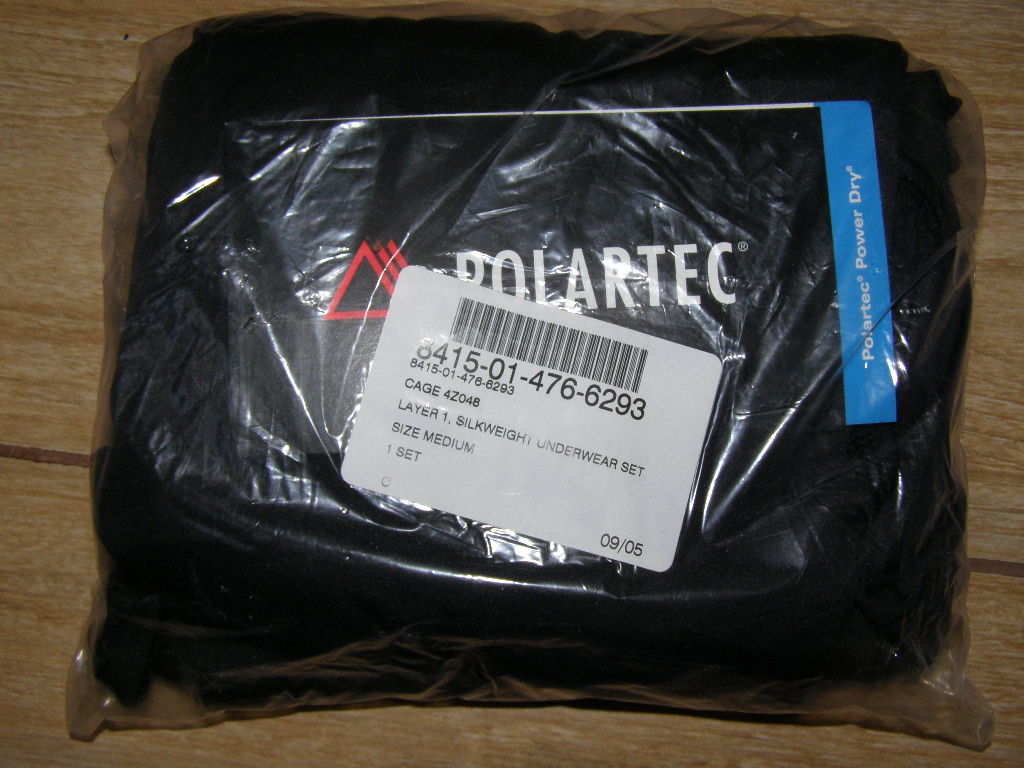 POLARTEC®
Polartec® Power Dry®
8415-01-476-6293
8415-01-476-6293
CAGE 4Z048
LAYER 1, SILKWEIGHT UNDERWEAR SET
SIZE MEDIUM
1 SET
C
09/05